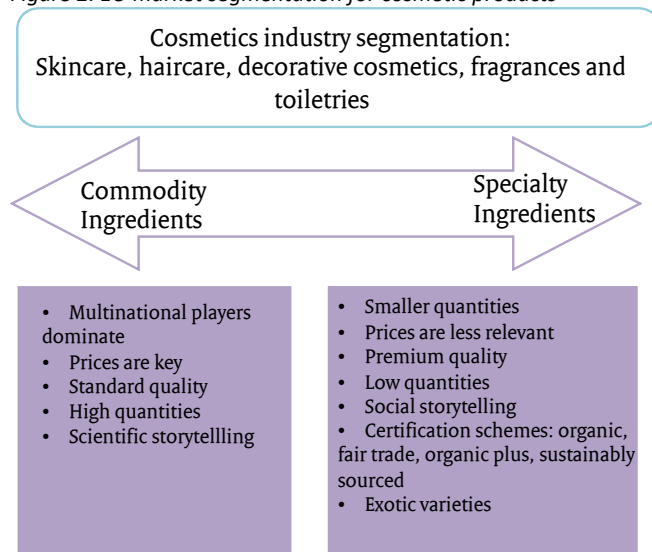 Figure 2: EU market segmentation for cosmetic products
Cosmetics industry segmentation:
Skincare, haircare, decorative cosmetics, fragrances and
toiletries
Commodity
Ingredients
Specialty
Ingredients
• Multinational players
dominate
• Prices are key
• Standard quality
• High quantities
• Scientific storytellling
• Smaller quantities
• Prices are less relevant
• Premium quality
• Low quantities
• Social storytelling
• Certification schemes: organic,
fair trade, organic plus, sustainably
sourced
• Exotic varieties